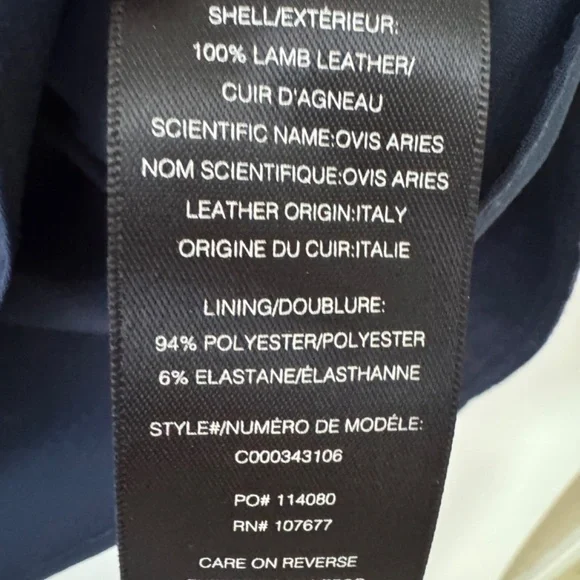 SHELL/EXTÉRIEUR:
100% LAMB LEATHER/
CUIR D'AGNEAU
SCIENTIFIC NAME:OVIS ARIES
NOM SCIENTIFIQUE:OVIS ARIES
LEATHER ORIGIN:ITALY
ORIGINE DU CUIR:ITALIE
LINING/DOUBLURE:
94% POLYESTER/POLYESTER
6% ELASTANE/ÉLASTHANNE
STYLE#/NUMÈRO DE MODÉLE:
C000343106
PO# 114080
RN# 107677
CARE ON REVERSE